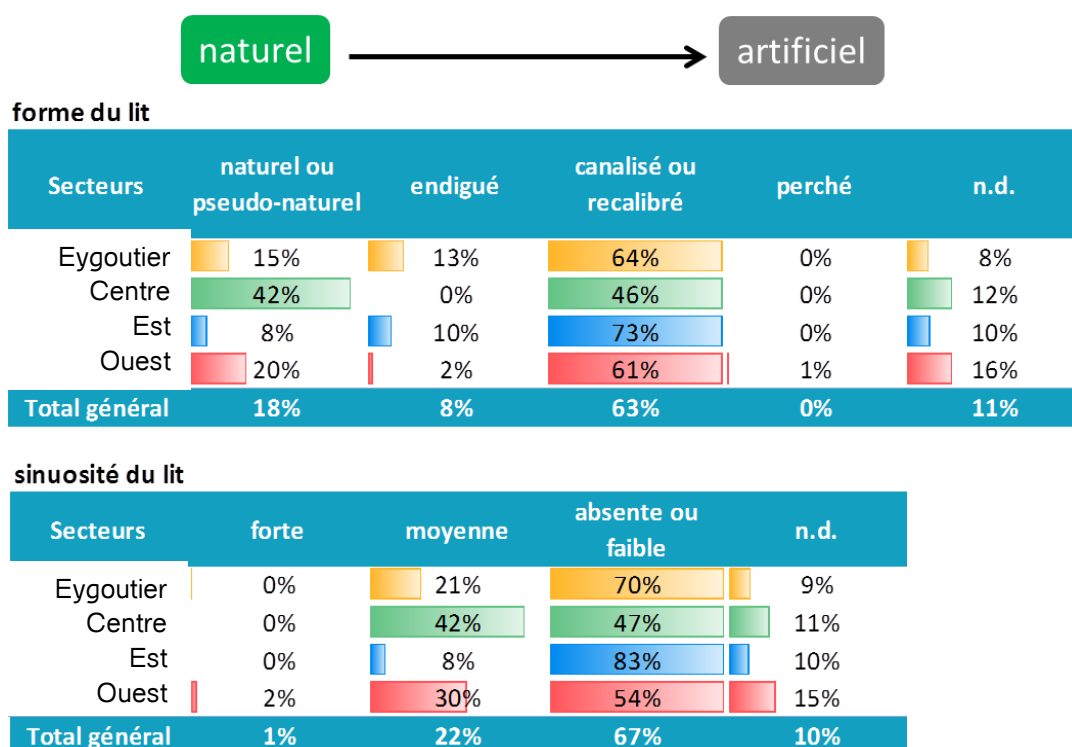 naturel artificiel
forme du lit
Secteurs naturel ou pseudo-naturel endigué canalisé ou recalibré perché n.d.
Eygoutier 15% 13% 64% 0% 8%
Centre 42% 0% 46% 0% 12%
Est 8% 10% 73% 0% 10%
Ouest 20% 2% 61% 1% 16%
Total général 18% 8% 63% 0% 11%
sinuosité du lit
Secteurs forte moyenne absente ou faible n.d.
Eygoutier 0% 21% 70% 9%
Centre 0% 42% 47% 11%
Est 0% 8% 83% 10%
Ouest 2% 30% 54% 15%
Total général 1% 22% 67% 10%